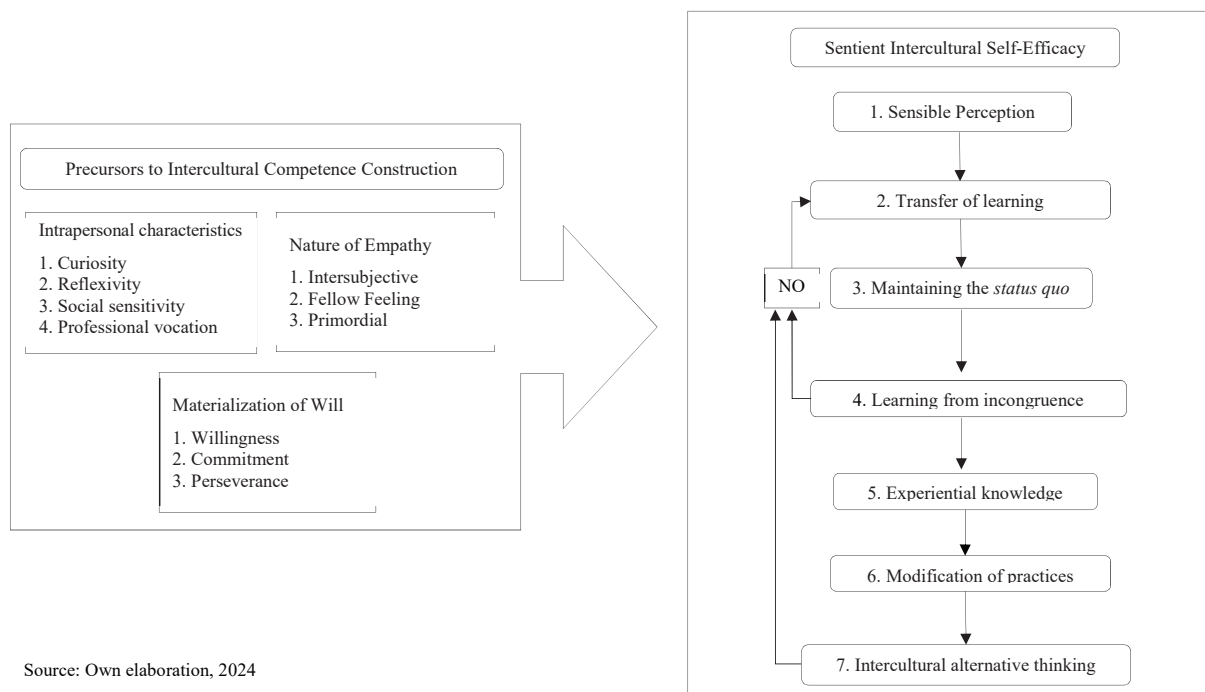 Precursors to Intercultural Competence Construction
Intrapersonal characteristics
1. Curiosity
2. Reflexivity
3. Social sensitivity
4. Professional vocation
Nature of Empathy
1. Intersubjective
2. Fellow Feeling
3. Primordial
Materialization of Will
1. Willingness
2. Commitment
3. Perseverance
Sentient Intercultural Self-Efficacy
1. Sensible Perception
2. Transfer of learning
NO
3. Maintaining the status quo
4. Learning from incongruence
5. Experiential knowledge
6. Modification of practices
7. Intercultural alternative thinking
Source: Own elaboration, 2024